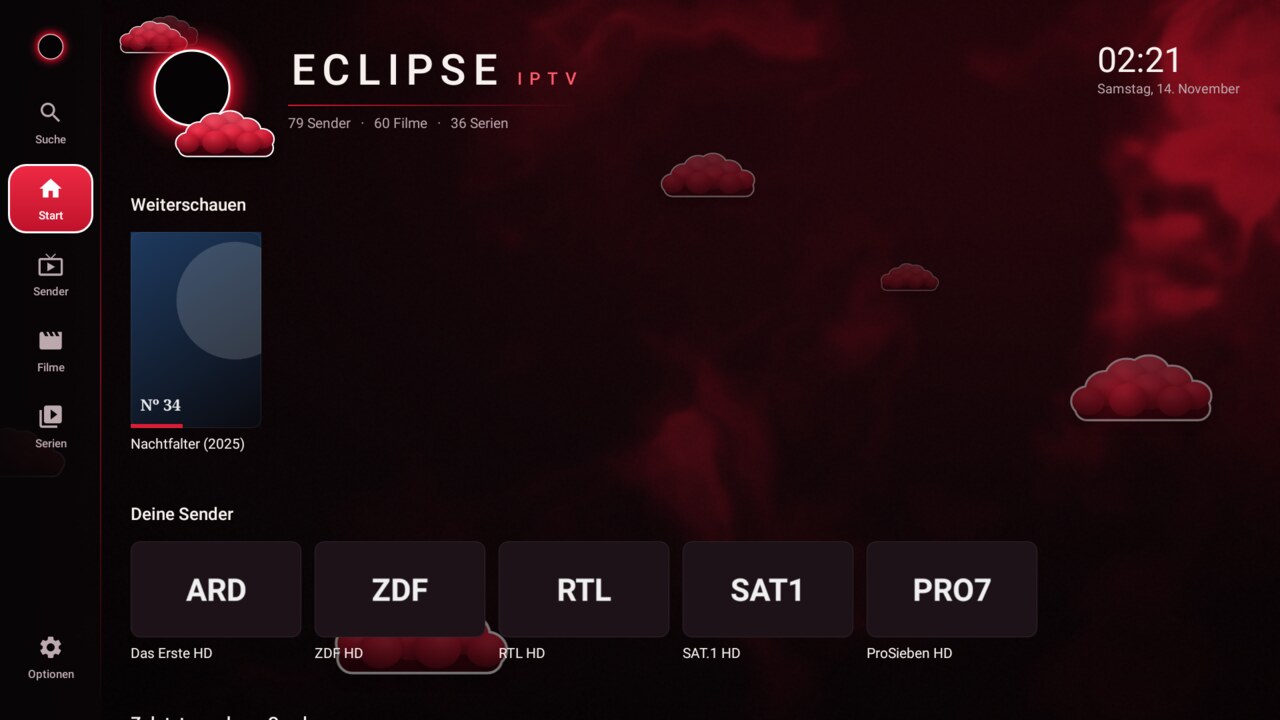 ECLIPSE IPTV
02:21
Samstag, 14. November
79 Sender · 60 Filme · 36 Serien
Suche
Start
Sender
Filme
Serien
Optionen
Weiterschauen
Nº 34
Nachtfalter (2025)
Deine Sender
ARD
ZDF
RTL
SAT1
PRO7
Das Erste HD
ZDF HD
RTL HD
SAT.1 HD
ProSieben HD